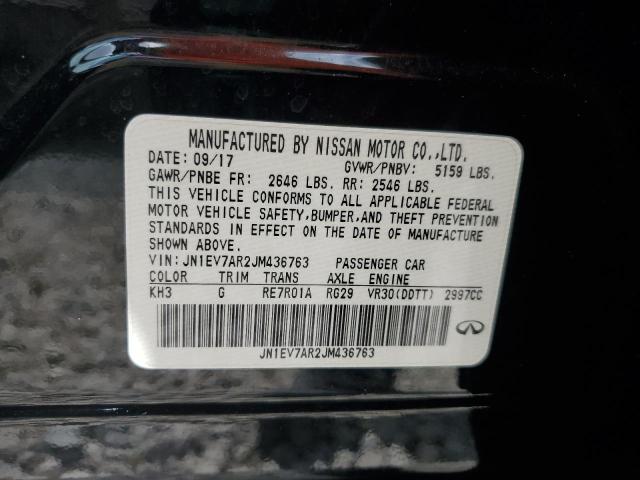 MANUFACTURED BY NISSAN MOTOR CO.,LTD.
DATE: 09/17 GVWR/PNBV: 5159 LBS.
GAWR/PNBE FR: 2646 LBS. RR: 2546 LBS.
THIS VEHICLE CONFORMS TO ALL APPLICABLE FEDERAL
MOTOR VEHICLE SAFETY,BUMPER,AND THEFT PREVENTION
STANDARDS IN EFFECT ON THE DATE OF MANUFACTURE
SHOWN ABOVE.
VIN: JN1EV7AR2JM436763 PASSENGER CAR
COLOR TRIM TRANS AXLE ENGINE
KH3 G RE7R01A RG29 VR30(DDTT) 2997CC
JN1EV7AR2JM436763